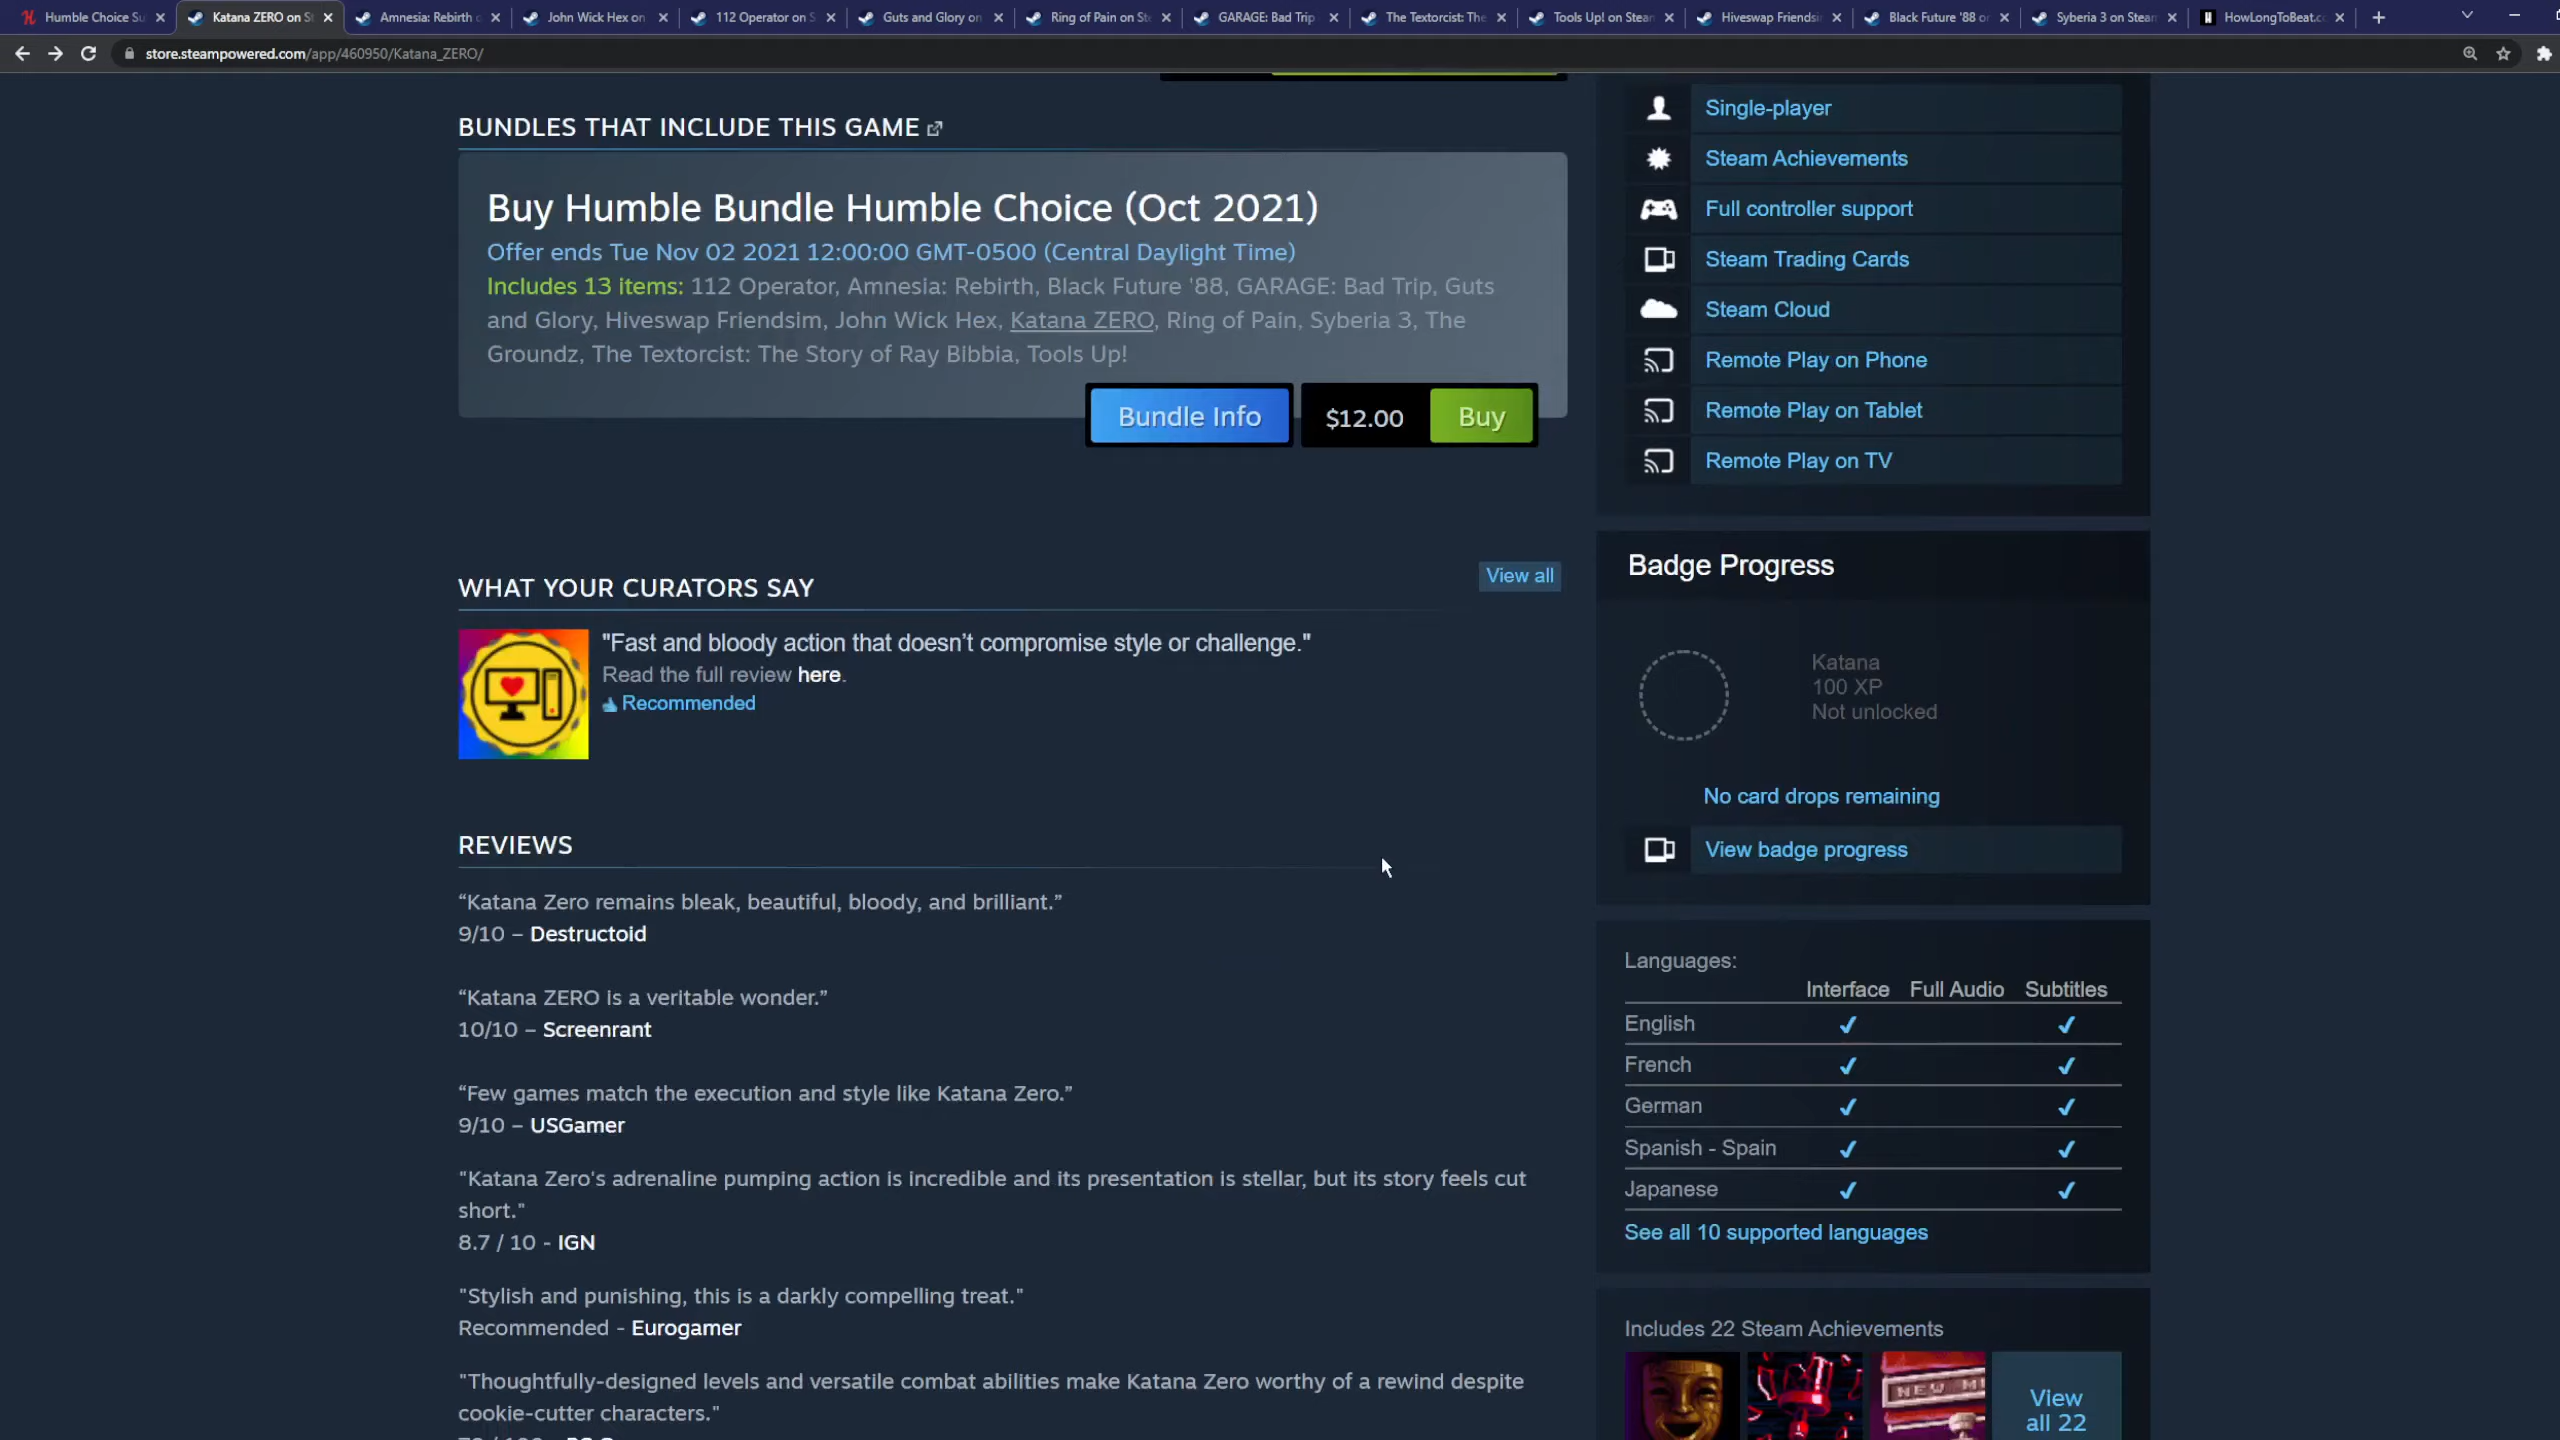 Humble Choice Su
Katana ZERO on St
Amnesia: Rebirth o
John Wick Hex on
112 Operator on S
Guts and Glory on
Ring of Pain on Ste
GARAGE: Bad Trip
The Textorcist: The
Tools Up! on Steam
Hiveswap Friendsi
Black Future '88 o
Syberia 3 on Steam
HowLongToBeat.c
store.steampowered.com/app/460950/Katana_ZERO/
BUNDLES THAT INCLUDE THIS GAME
Buy Humble Bundle Humble Choice (Oct 2021)
Offer ends Tue Nov 02 2021 12:00:00 GMT-0500 (Central Daylight Time)
Includes 13 items: 112 Operator, Amnesia: Rebirth, Black Future '88, GARAGE: Bad Trip, Guts
and Glory, Hiveswap Friendsim, John Wick Hex, Katana ZERO, Ring of Pain, Syberia 3, The
Groundz, The Textorcist: The Story of Ray Bibbia, Tools Up!
Bundle Info
$12.00
Buy
WHAT YOUR CURATORS SAY
View all
"Fast and bloody action that doesn’t compromise style or challenge."
Read the full review here.
Recommended
REVIEWS
“Katana Zero remains bleak, beautiful, bloody, and brilliant.”
9/10 – Destructoid
“Katana ZERO is a veritable wonder.”
10/10 – Screenrant
“Few games match the execution and style like Katana Zero.”
9/10 – USGamer
"Katana Zero's adrenaline pumping action is incredible and its presentation is stellar, but its story feels cut
short."
8.7 / 10 - IGN
"Stylish and punishing, this is a darkly compelling treat."
Recommended - Eurogamer
"Thoughtfully-designed levels and versatile combat abilities make Katana Zero worthy of a rewind despite
cookie-cutter characters."
Single-player
Steam Achievements
Full controller support
Steam Trading Cards
Steam Cloud
Remote Play on Phone
Remote Play on Tablet
Remote Play on TV
Badge Progress
Katana
100 XP
Not unlocked
No card drops remaining
View badge progress
Languages:
Interface Full Audio Subtitles
English ✔ ✔
French ✔ ✔
German ✔ ✔
Spanish - Spain ✔ ✔
Japanese ✔ ✔
See all 10 supported languages
Includes 22 Steam Achievements
View
all 22